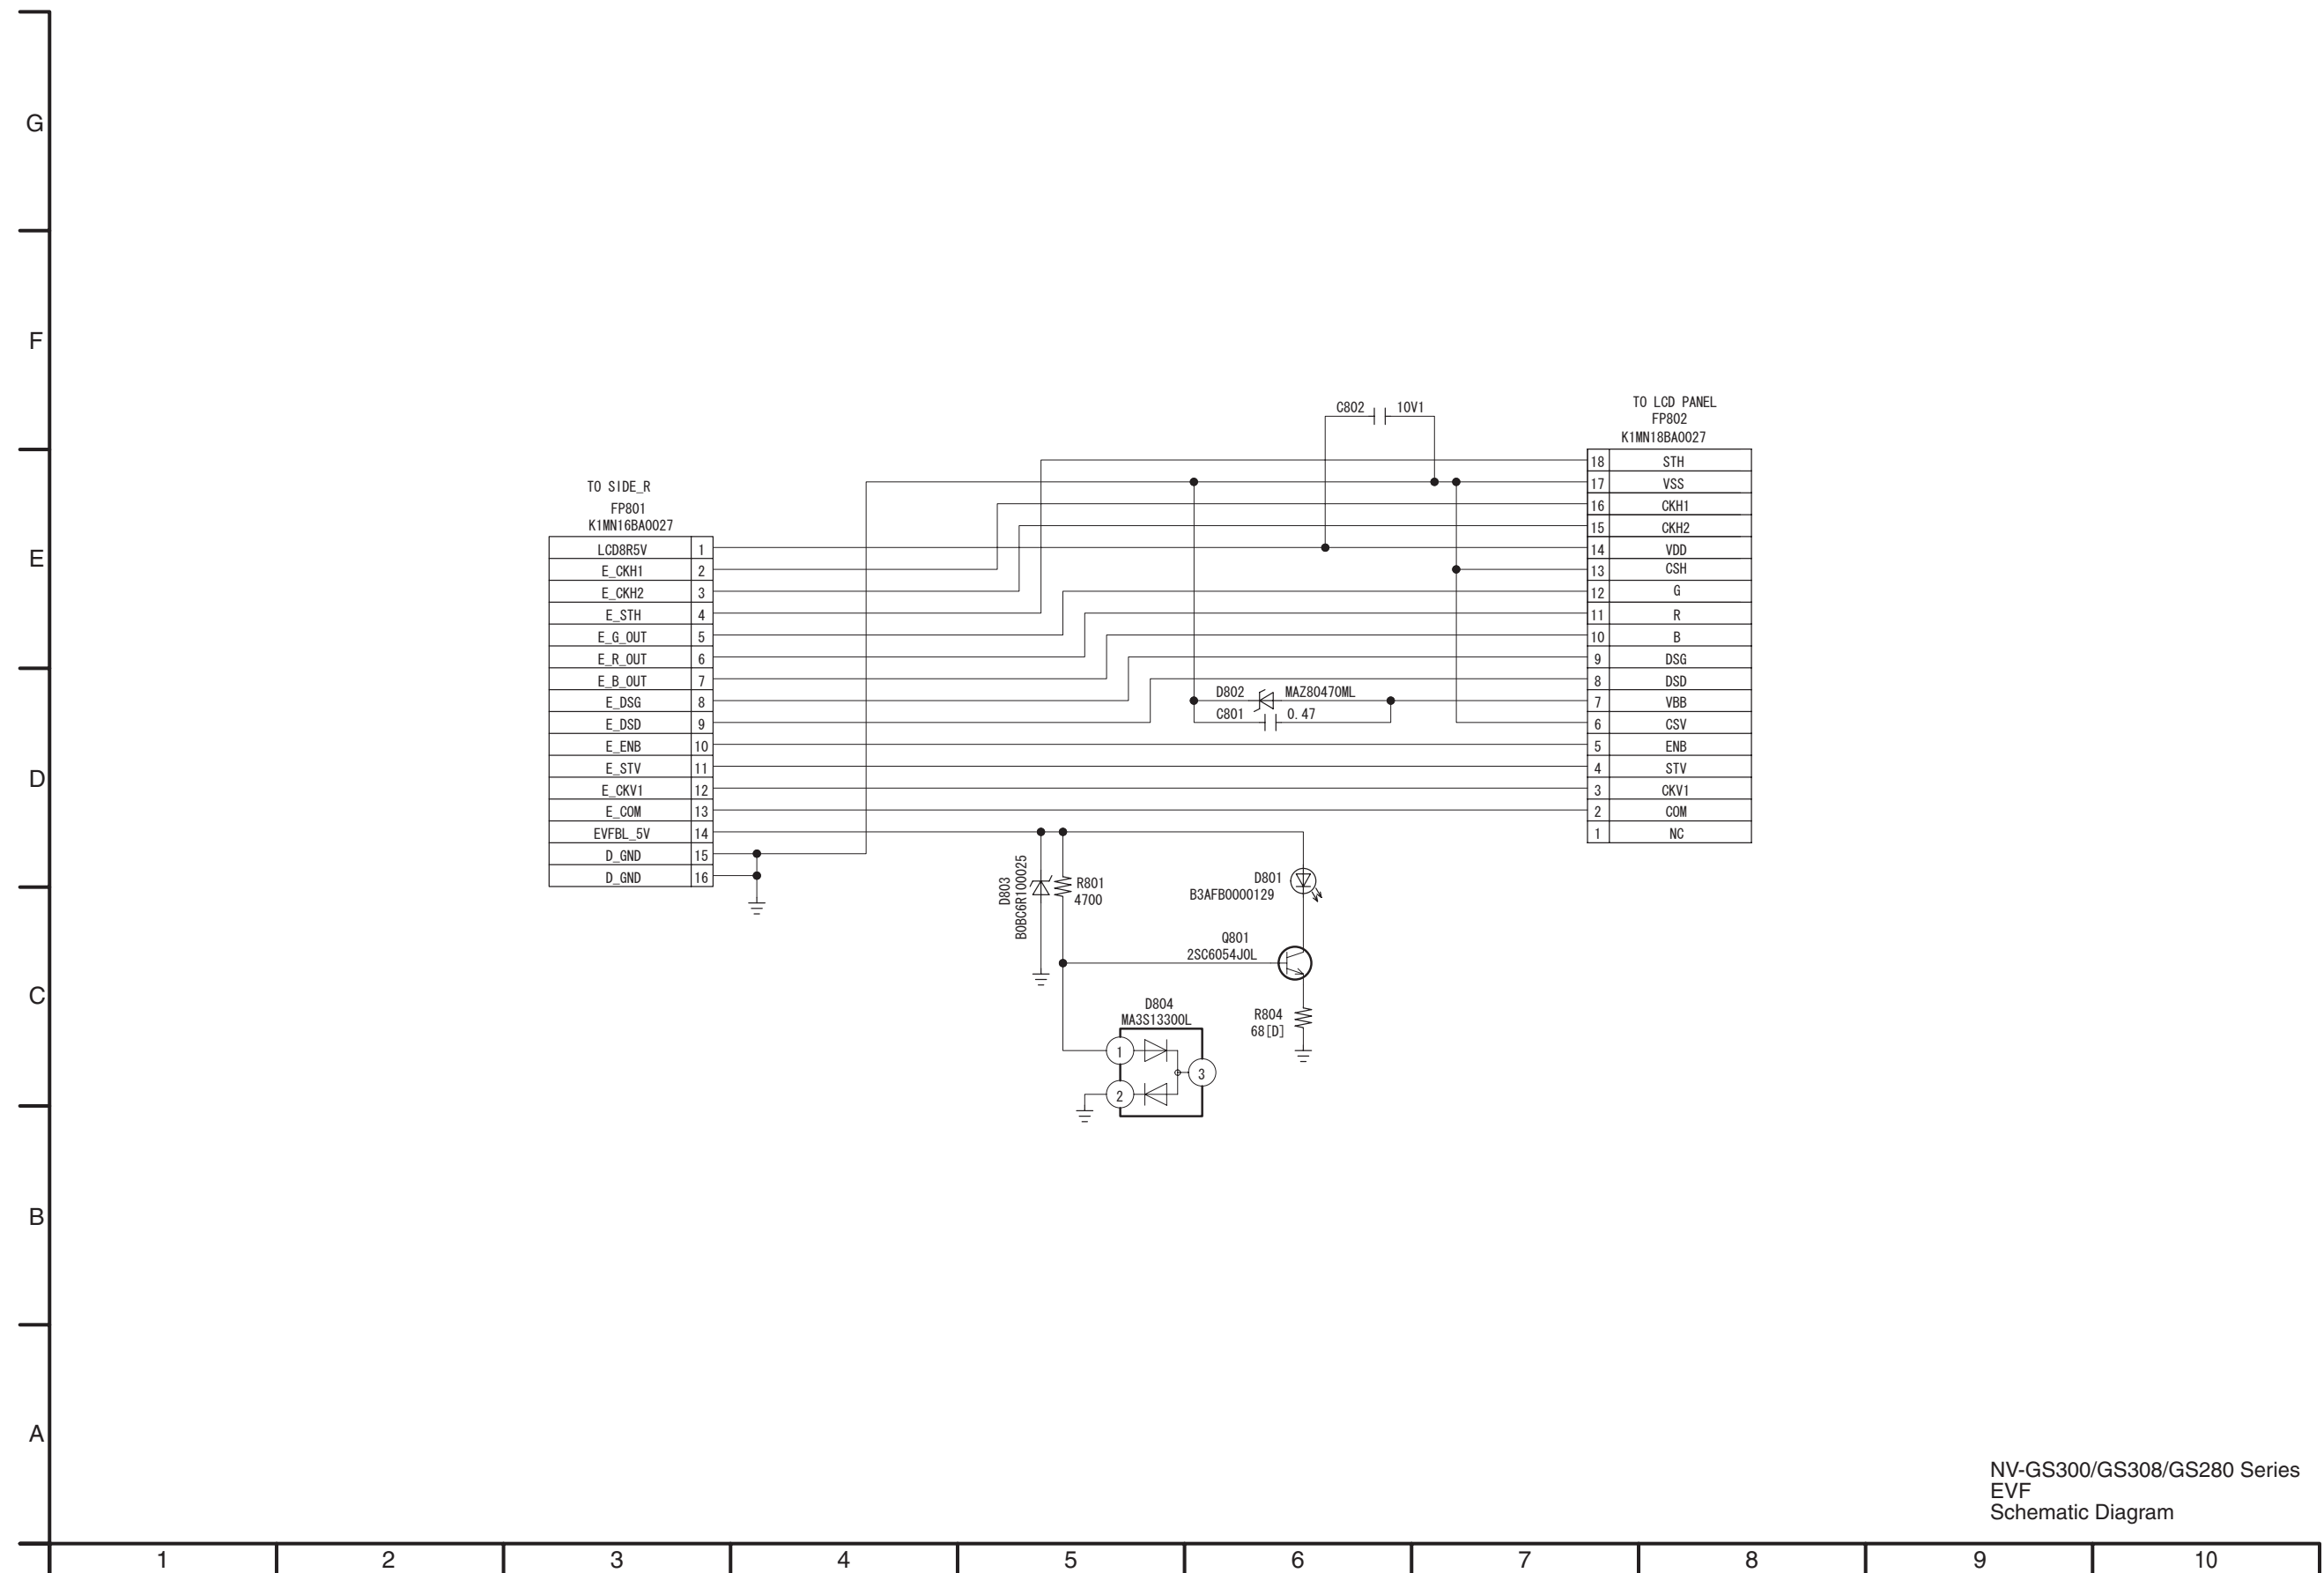 G
F
E
D
C
B
A
C802 10V1
TO LCD PANEL
FP802
K1MN18BA0027
18 STH
17 VSS
16 CKH1
15 CKH2
14 VDD
13 CSH
12 G
11 R
10 B
9 DSG
8 DSD
7 VBB
6 CSV
5 ENB
4 STV
3 CKV1
2 COM
1 NC
TO SIDE_R
FP801
K1MN16BA0027
LCD8R5V 1
E_CKH1 2
E_CKH2 3
E_STH 4
E_G_OUT 5
E_R_OUT 6
E_B_OUT 7
E_DSG 8
E_DSD 9
E_ENB 10
E_STV 11
E_CKV1 12
E_COM 13
EVFBL_5V 14
D_GND 15
D_GND 16
D802 MAZ80470ML
C801 0.47
D803
B0BC6R100025
R801
4700
D801
B3AFB0000129
Q801
2SC6054J0L
D804
MA3S13300L
1
2
3
R804
68[D]
NV-GS300/GS308/GS280 Series
EVF
Schematic Diagram
1 2 3 4 5 6 7 8 9 10